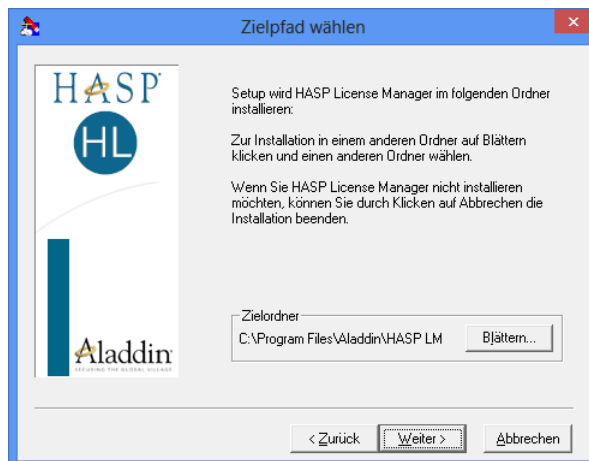 Zielpfad wählen
HASP
HL
Aladdin
SECURING THE GLOBAL VILLAGE
Setup wird HASP License Manager im folgenden Ordner
installieren:
Zur Installation in einem anderen Ordner auf Blättern
klicken und einen anderen Ordner wählen.
Wenn Sie HASP License Manager nicht installieren
möchten, können Sie durch Klicken auf Abbrechen die
Installation beenden.
Zielordner
C:\Program Files\Aladdin\HASP LM
Blättern...
< Zurück
Weiter >
Abbrechen